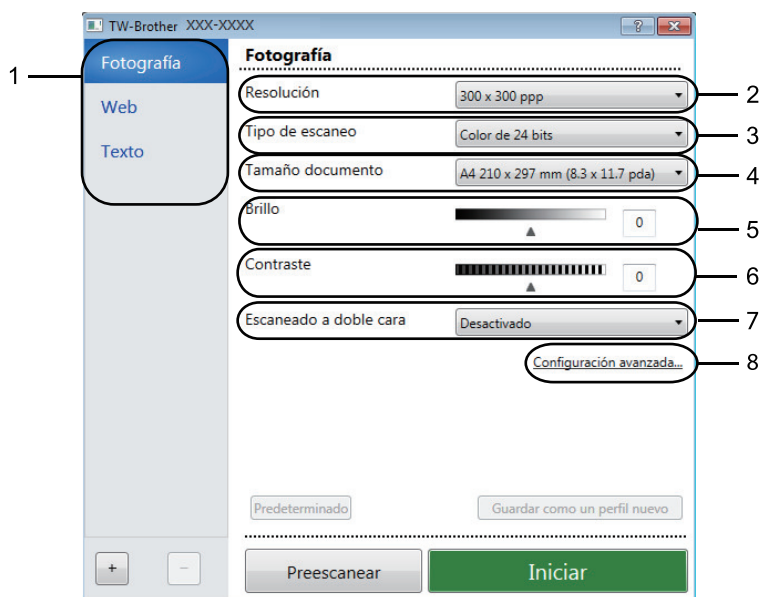 TW-Brother XXX-XXXX
? x
1
Fotografía
Web
Texto
Fotografía
Resolución 300 x 300 ppp 2
Tipo de escaneo Color de 24 bits 3
Tamaño documento A4 210 x 297 mm (8.3 x 11.7 pda) 4
Brillo 0 5
Contraste 0 6
Escaneado a doble cara Desactivado 7
Configuración avanzada... 8
Predeterminado Guardar como un perfil nuevo
+ − Preescanear Iniciar